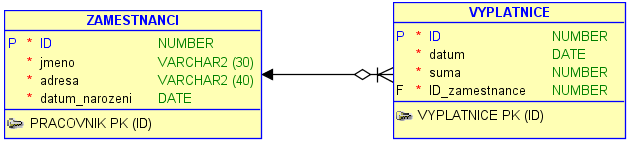 ZAMESTNANCI
P * ID NUMBER
* jmeno VARCHAR2 (30)
* adresa VARCHAR2 (40)
* datum_narozeni DATE
PRACOVNIK PK (ID)
VYPLATNICE
P * ID NUMBER
* datum DATE
* suma NUMBER
F * ID_zamestnance NUMBER
VYPLATNICE PK (ID)